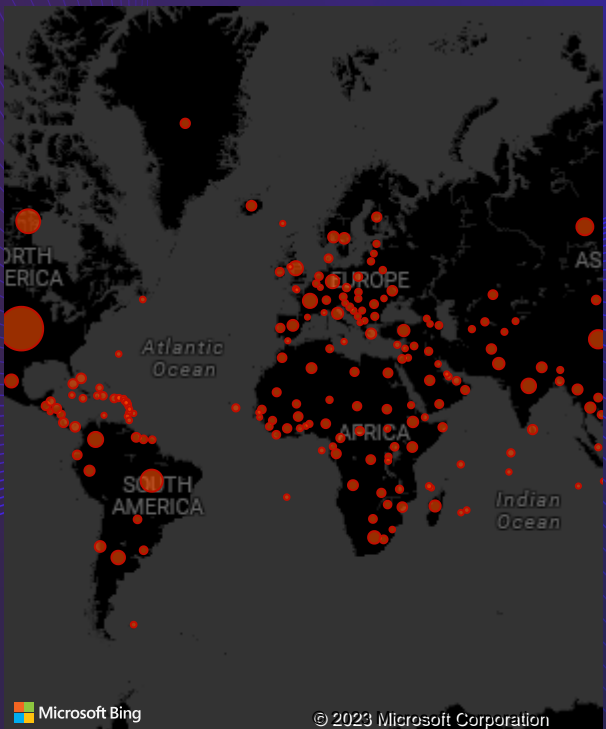 ORTH
ERICA
EUROPE
AS
Atlantic
Ocean
AFRICA
SOUTH
AMERICA
Indian
Ocean
Microsoft Bing
© 2023 Microsoft Corporation